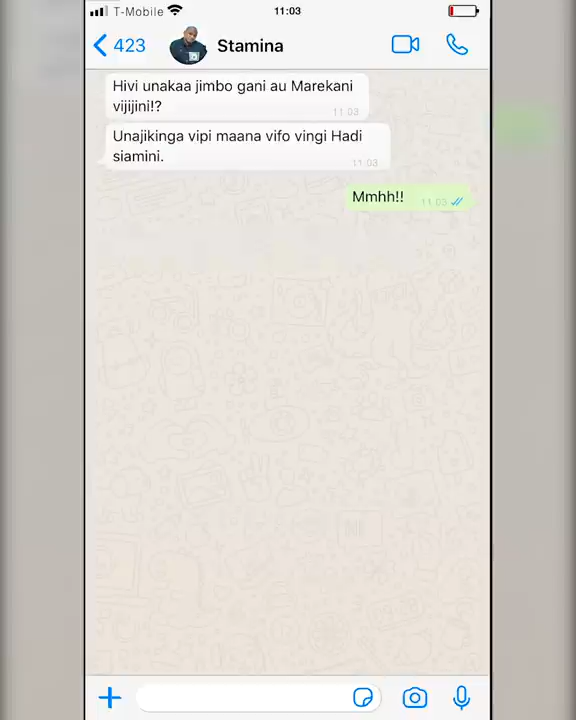 T-Mobile 11:03
423 Stamina
Hivi unakaa jimbo gani au Marekani
vijijini!?
11:03
Unajikinga vipi maana vifo vingi Hadi
siamini.
11:03
Mmhh!! 11:03